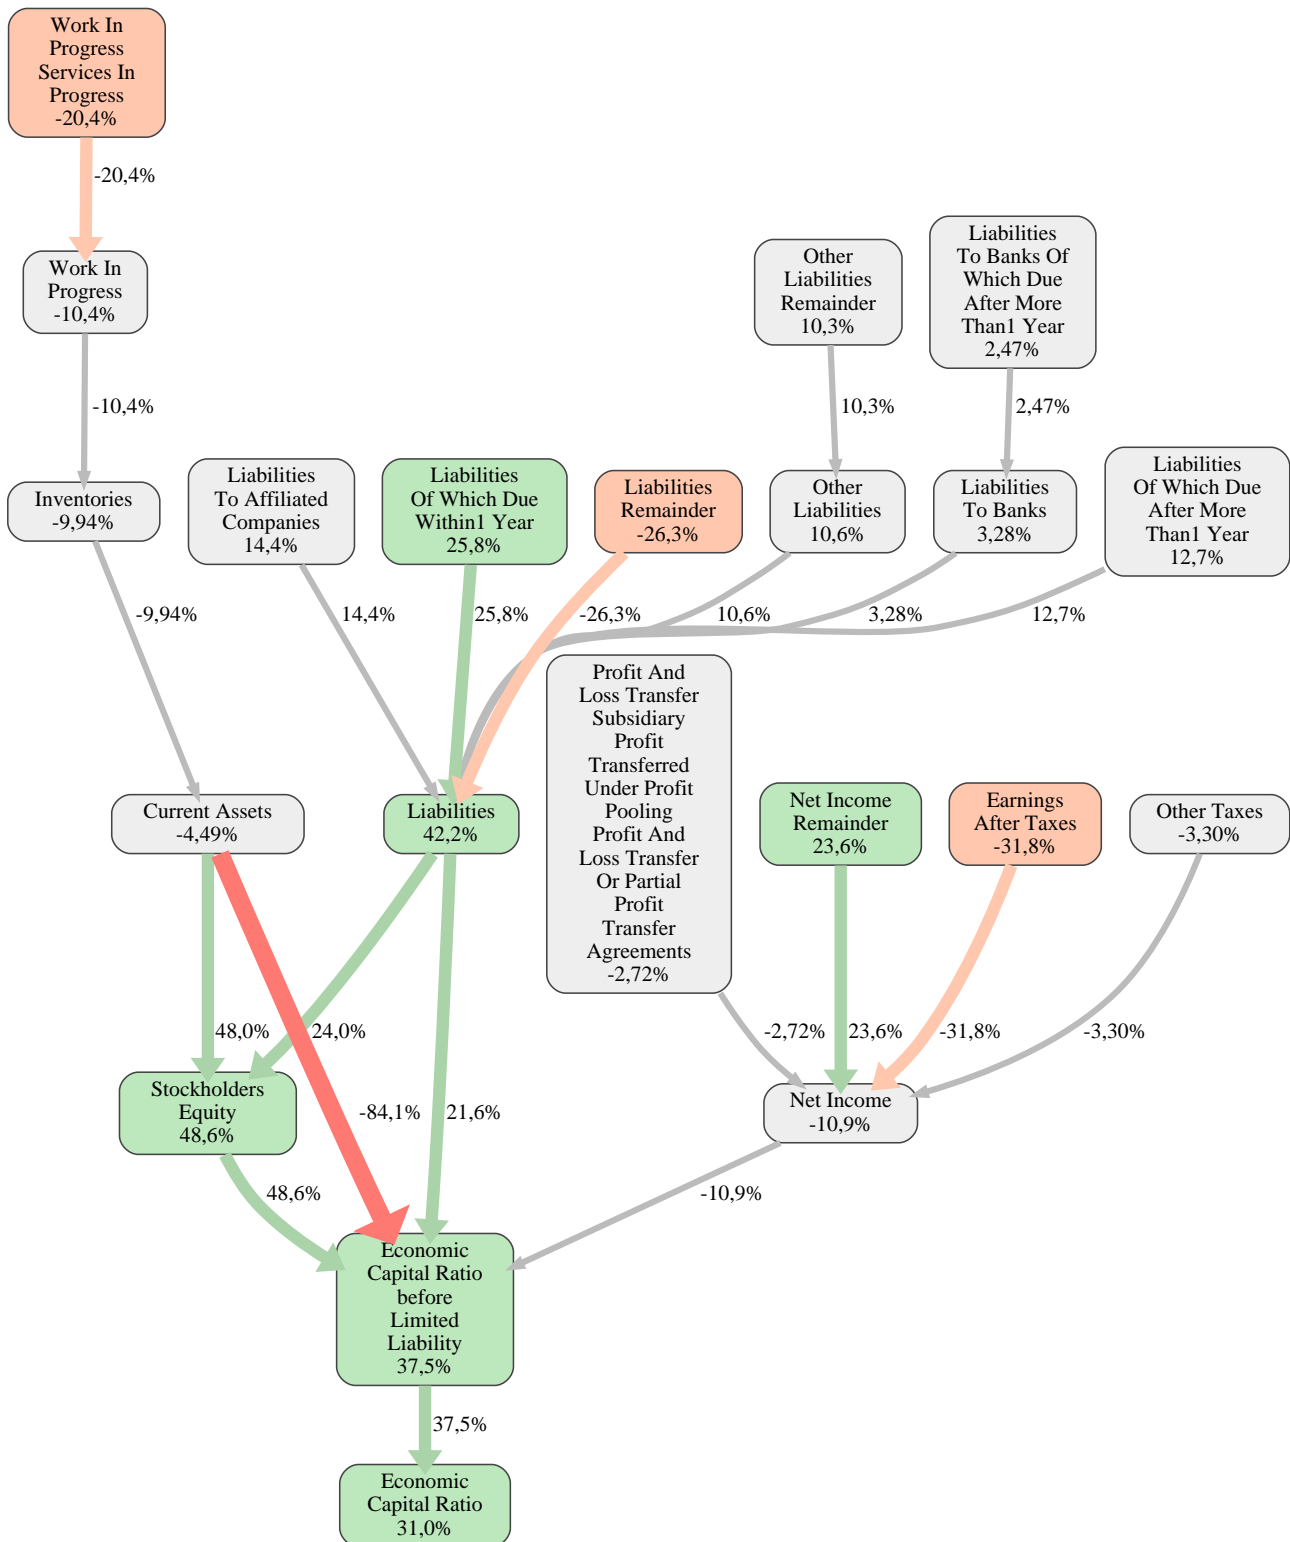 Work In
Progress
Services In
Progress
-20,4%
-20,4%
Work In
Progress
-10,4%
Other
Liabilities
Remainder
10,3%
Liabilities
To Banks Of
Which Due
After More
Than1 Year
2,47%
-10,4%
10,3%
2,47%
Inventories
-9,94%
Liabilities
To Affiliated
Companies
14,4%
Liabilities
Of Which Due
Within1 Year
25,8%
Liabilities
Remainder
-26,3%
Other
Liabilities
10,6%
Liabilities
To Banks
3,28%
Liabilities
Of Which Due
After More
Than1 Year
12,7%
-9,94%
14,4%
25,8%
-26,3%
10,6%
3,28%
12,7%
Profit And
Loss Transfer
Subsidiary
Profit
Transferred
Under Profit
Pooling
Profit And
Loss Transfer
Or Partial
Profit
Transfer
Agreements
-2,72%
Current Assets
-4,49%
Liabilities
42,2%
Net Income
Remainder
23,6%
Earnings
After Taxes
-31,8%
Other Taxes
-3,30%
48,0%
24,0%
-2,72%
23,6%
-31,8%
-3,30%
Stockholders
Equity
48,6%
-84,1%
21,6%
Net Income
-10,9%
48,6%
-10,9%
Economic
Capital Ratio
before
Limited
Liability
37,5%
37,5%
Economic
Capital Ratio
31,0%